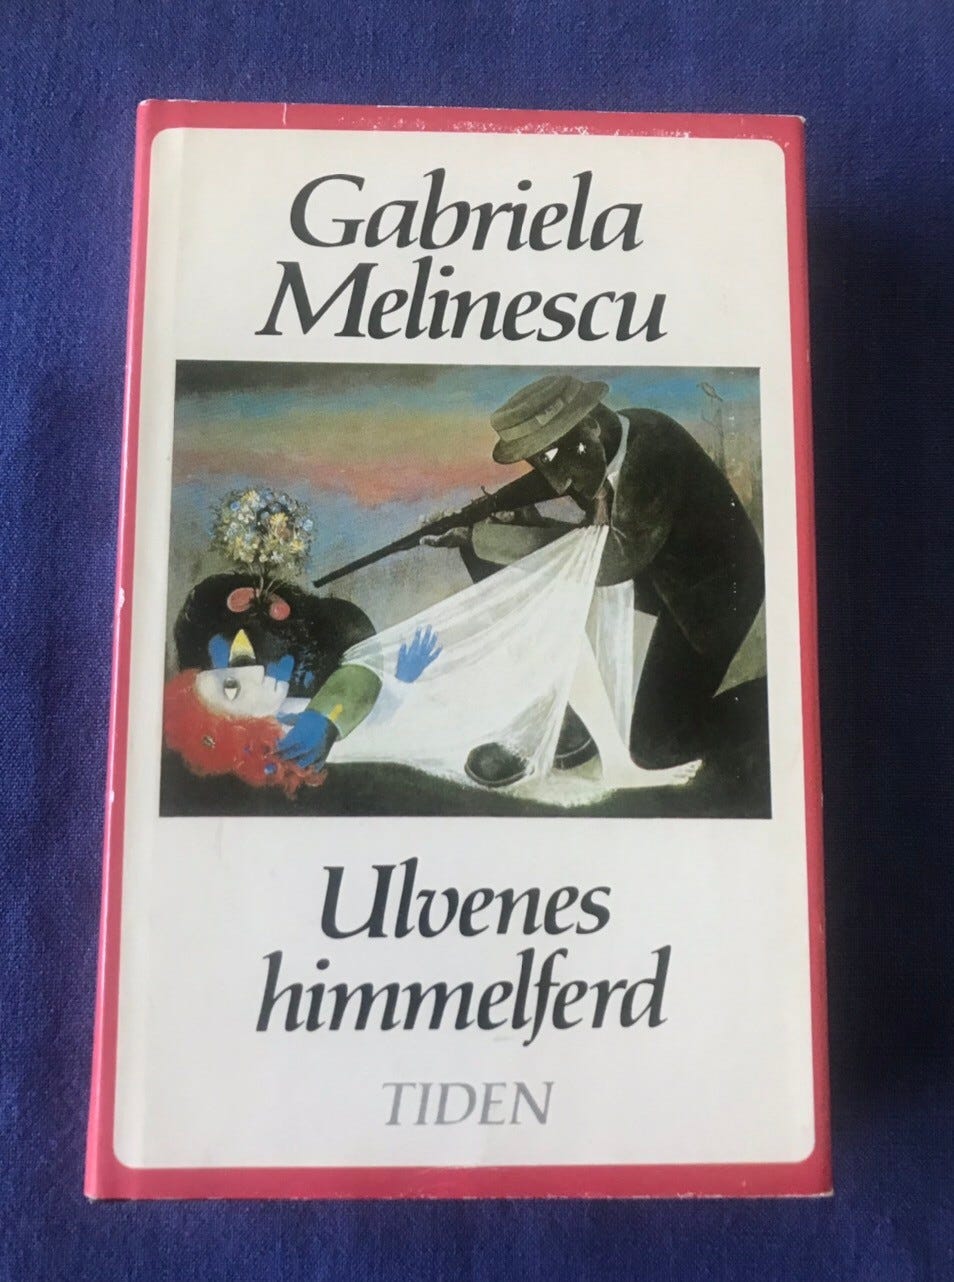 Gabriela
Melinescu
Ulvenes
himmelferd
TIDEN